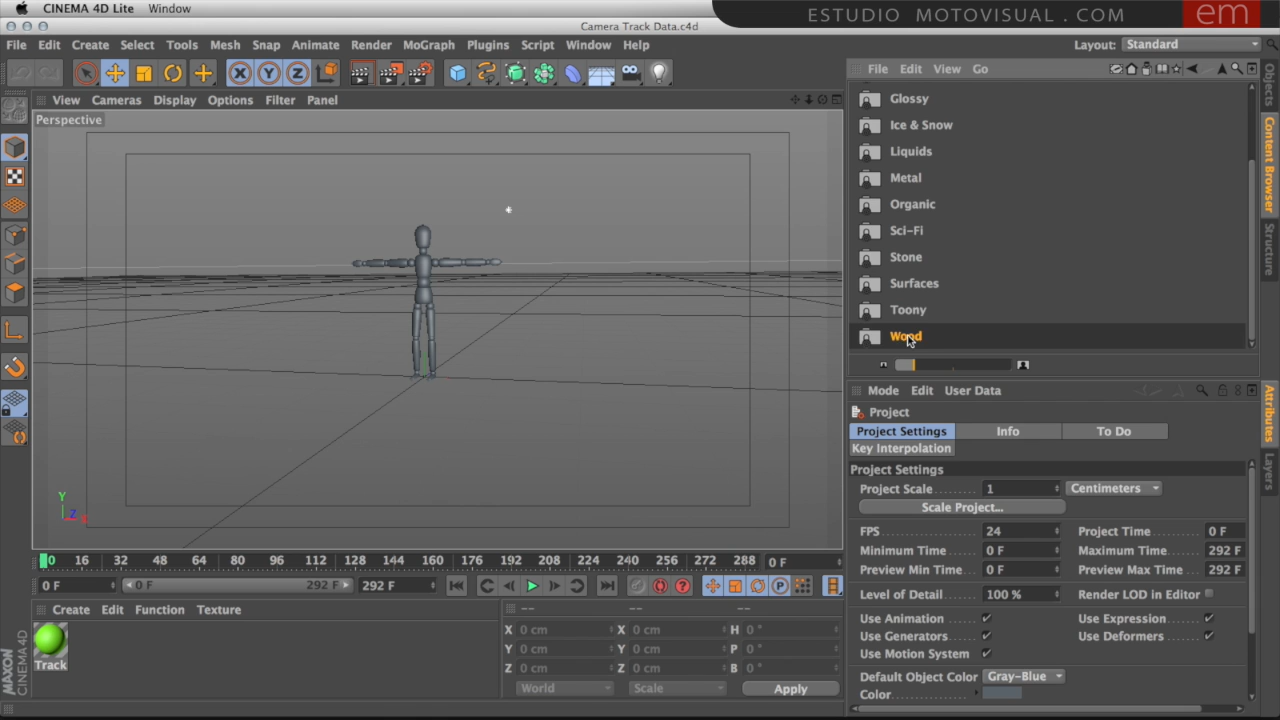 CINEMA 4D Lite Window
ESTUDIO MOTOVISUAL . COM em
Camera Track Data.c4d
File Edit Create Select Tools Mesh Snap Animate Render MoGraph Plugins Script Window Help
Layout: Standard
X Y Z
File Edit View Go
View Cameras Display Options Filter Panel
Perspective
Glossy
Ice & Snow
Liquids
Metal
Organic
Sci-Fi
Stone
Surfaces
Toony
Wood
Objects
Content Browser
Structure
Mode Edit User Data
Project
Project Settings Info To Do
Key Interpolation
Project Settings
Project Scale 1 Centimeters
Scale Project...
FPS 24 Project Time 0 F
Minimum Time 0 F Maximum Time 292 F
Preview Min Time 0 F Preview Max Time 292 F
Level of Detail 100 % Render LOD in Editor
Use Animation Use Expression
Use Generators Use Deformers
Use Motion System
Default Object Color Gray-Blue
Color
Attributes
Layers
Y
Z
0 16 32 48 64 80 96 112 128 144 160 176 192 208 224 240 256 272 288 0 F
0 F 0 F 292 F 292 F
P
Create Edit Function Texture
Track
-- -- --
X 0 cm X 0 cm H 0 °
Y 0 cm Y 0 cm P 0 °
Z 0 cm Z 0 cm B 0 °
World Scale Apply
MAXON CINEMA 4D